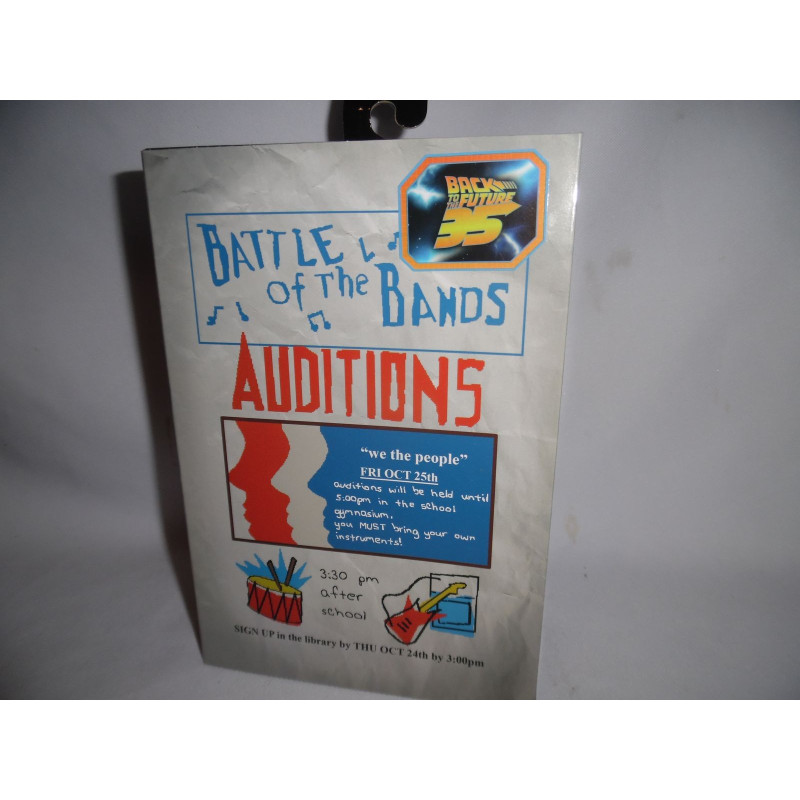 BACK
TO THE
FUTURE
35
BATTLE
of THE
BANDS
AUDITIONS
"we the people"
FRI OCT 25th
auditions will be held until
5:00pm in the school
gymnasium.
you MUST bring your own
instruments!
3:30 pm
after
school
SIGN UP in the library by THU OCT 24th by 3:00pm